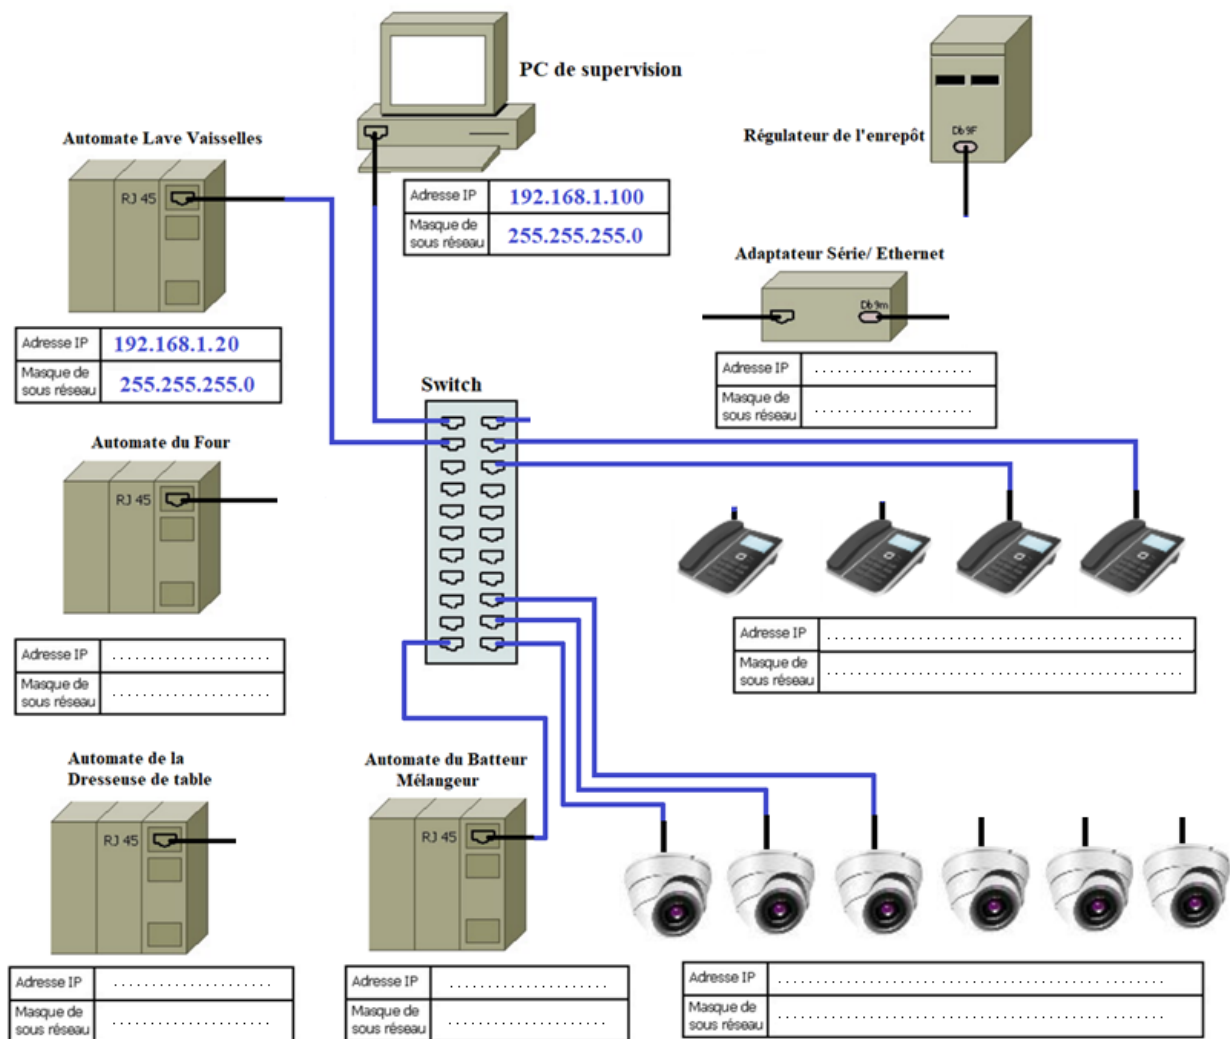 PC de supervision
Automate Lave Vaisselles
RJ 45
Adresse IP 192.168.1.100
Masque de
sous réseau 255.255.255.0
Db 9F
Régulateur de l'enrepôt
Adaptateur Série/ Ethernet
Db 9m
Adresse IP 192.168.1.20
Masque de
sous réseau 255.255.255.0
Adresse IP .....................
Masque de
sous réseau .....................
Switch
Automate du Four
RJ 45
Adresse IP .....................
Masque de
sous réseau .....................
Adresse IP ................................................
Masque de
sous réseau ................................................
Automate de la
Dresseuse de table
RJ 45
Adresse IP .....................
Masque de
sous réseau .....................
Automate du Batteur
Mélangeur
RJ 45
Adresse IP .....................
Masque de
sous réseau .....................
Adresse IP ....................................................
Masque de
sous réseau ....................................................